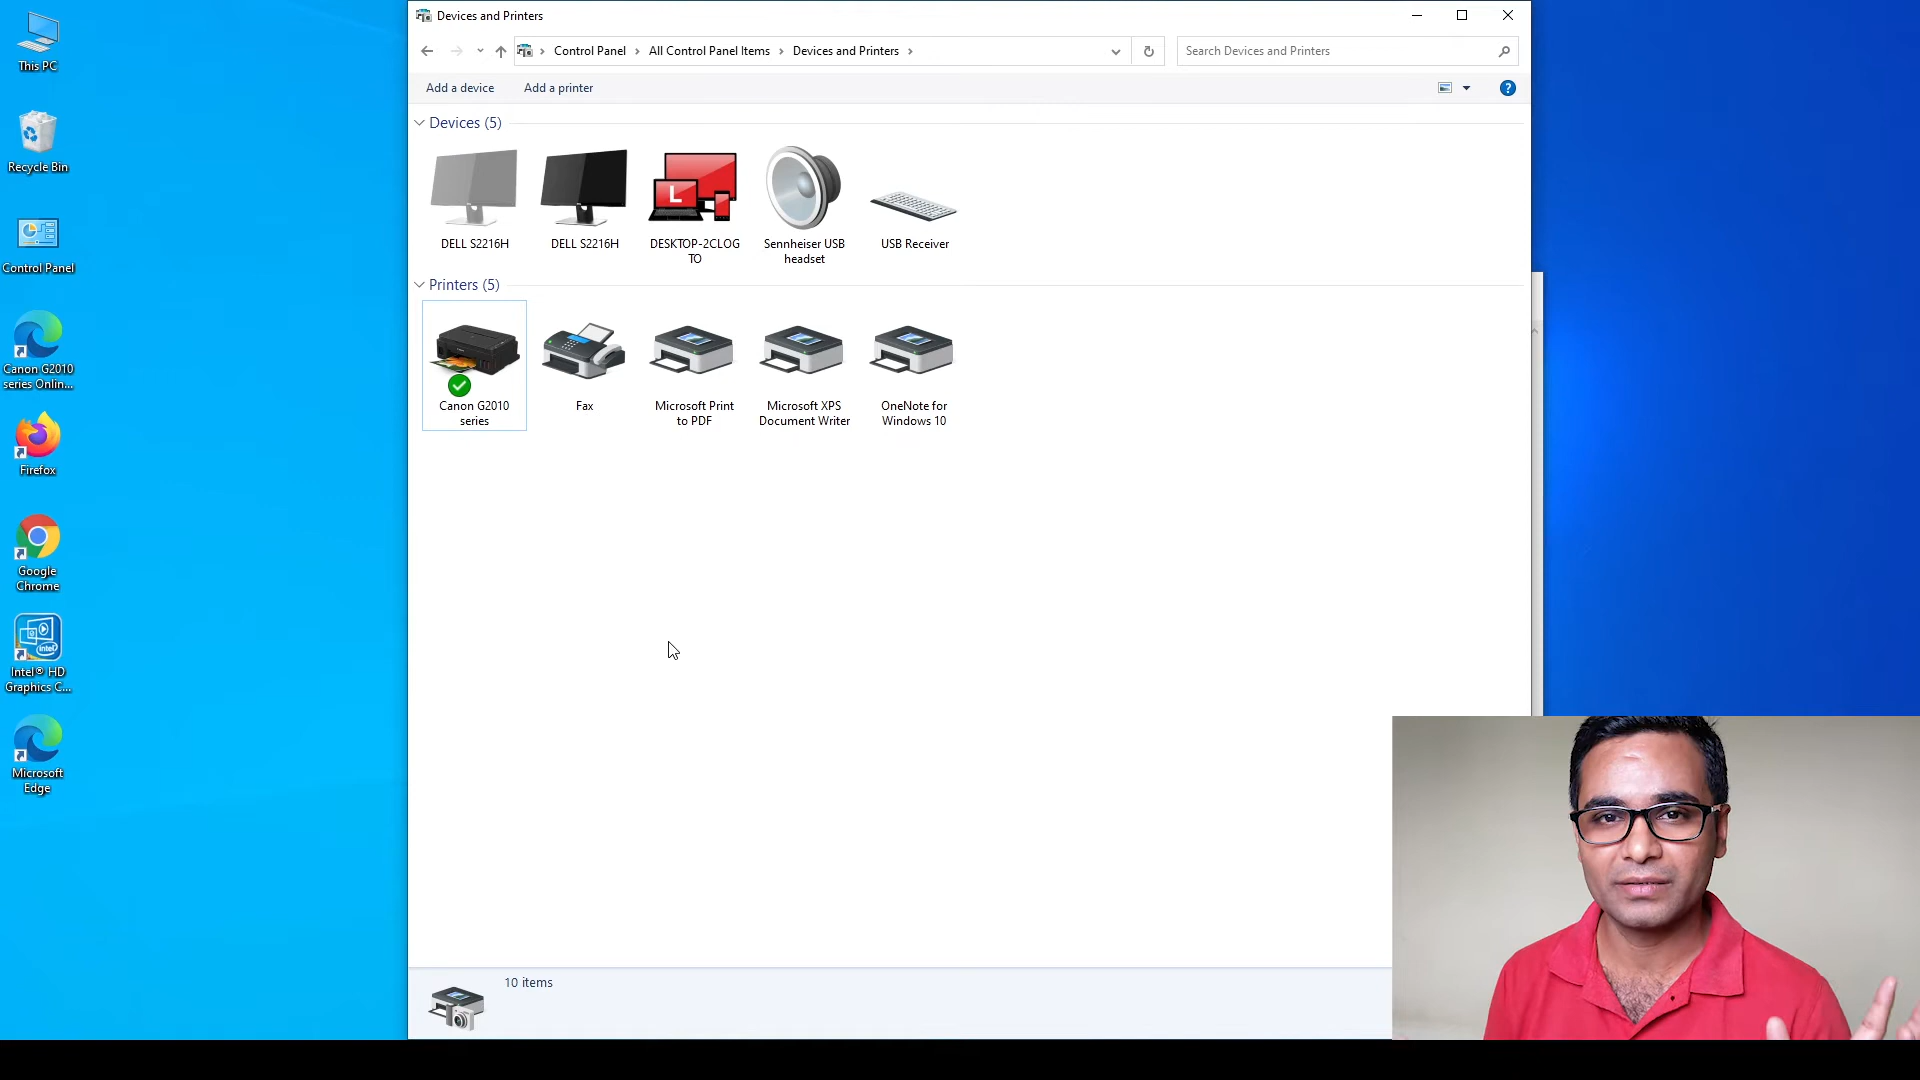 Devices and Printers
Control Panel > All Control Panel Items > Devices and Printers >
Search Devices and Printers
Add a device
Add a printer
?
Devices (5)
DELL S2216H
DELL S2216H
L
DESKTOP-2CLOG
TO
Sennheiser USB
headset
USB Receiver
Printers (5)
Canon G2010
series
Fax
Microsoft Print
to PDF
Microsoft XPS
Document Writer
OneNote for
Windows 10
10 items
This PC
Recycle Bin
Control Panel
Canon G2010
series Onlin...
Firefox
Google
Chrome
intel
Intel® HD
Graphics C...
Microsoft
Edge